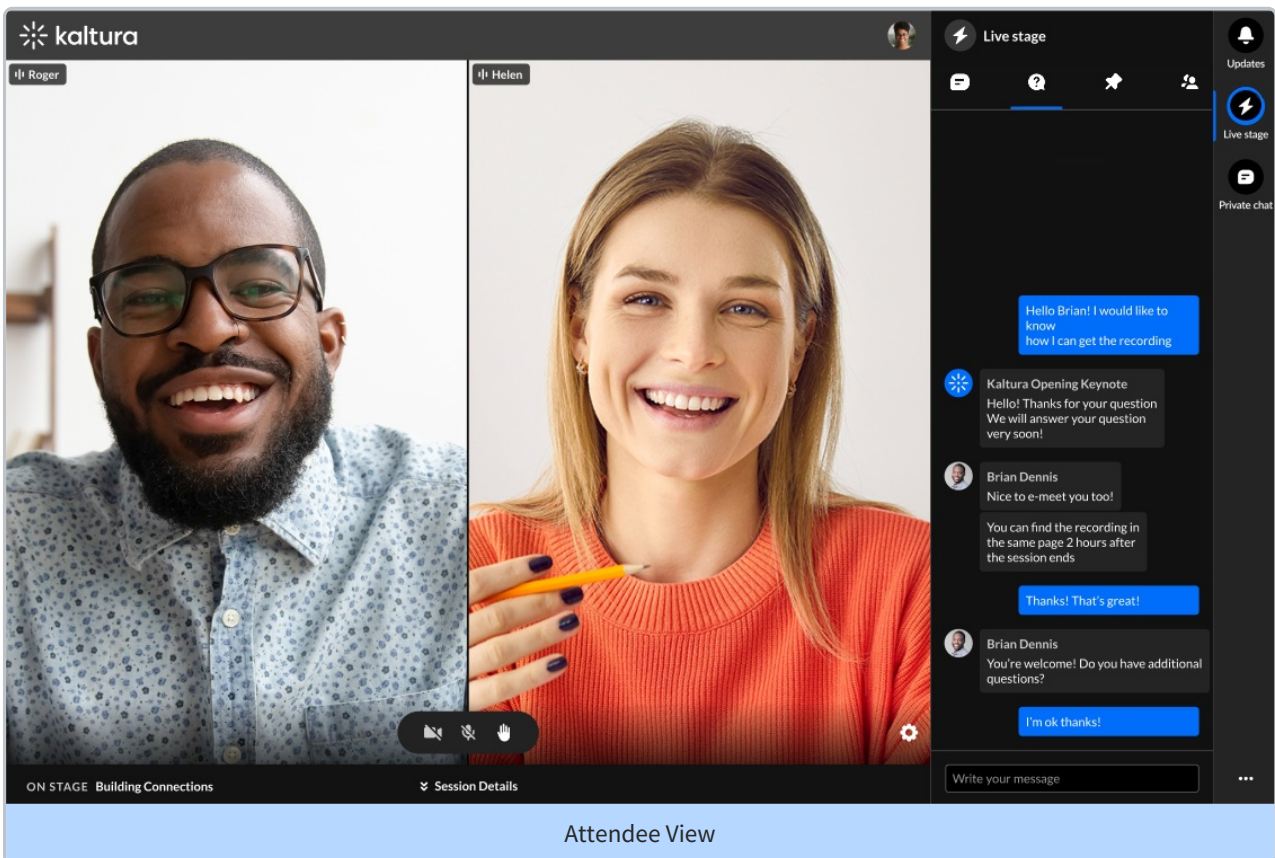 kaltura
Roger
Helen
ON STAGE Building Connections
Session Details
Live stage
Hello Brian! I would like to
know
how I can get the recording
Kaltura Opening Keynote
Hello! Thanks for your question
We will answer your question
very soon!
Brian Dennis
Nice to e-meet you too!
You can find the recording in
the same page 2 hours after
the session ends
Thanks! That's great!
Brian Dennis
You're welcome! Do you have additional
questions?
I'm ok thanks!
Write your message
Updates
Live stage
Private chat
Attendee View